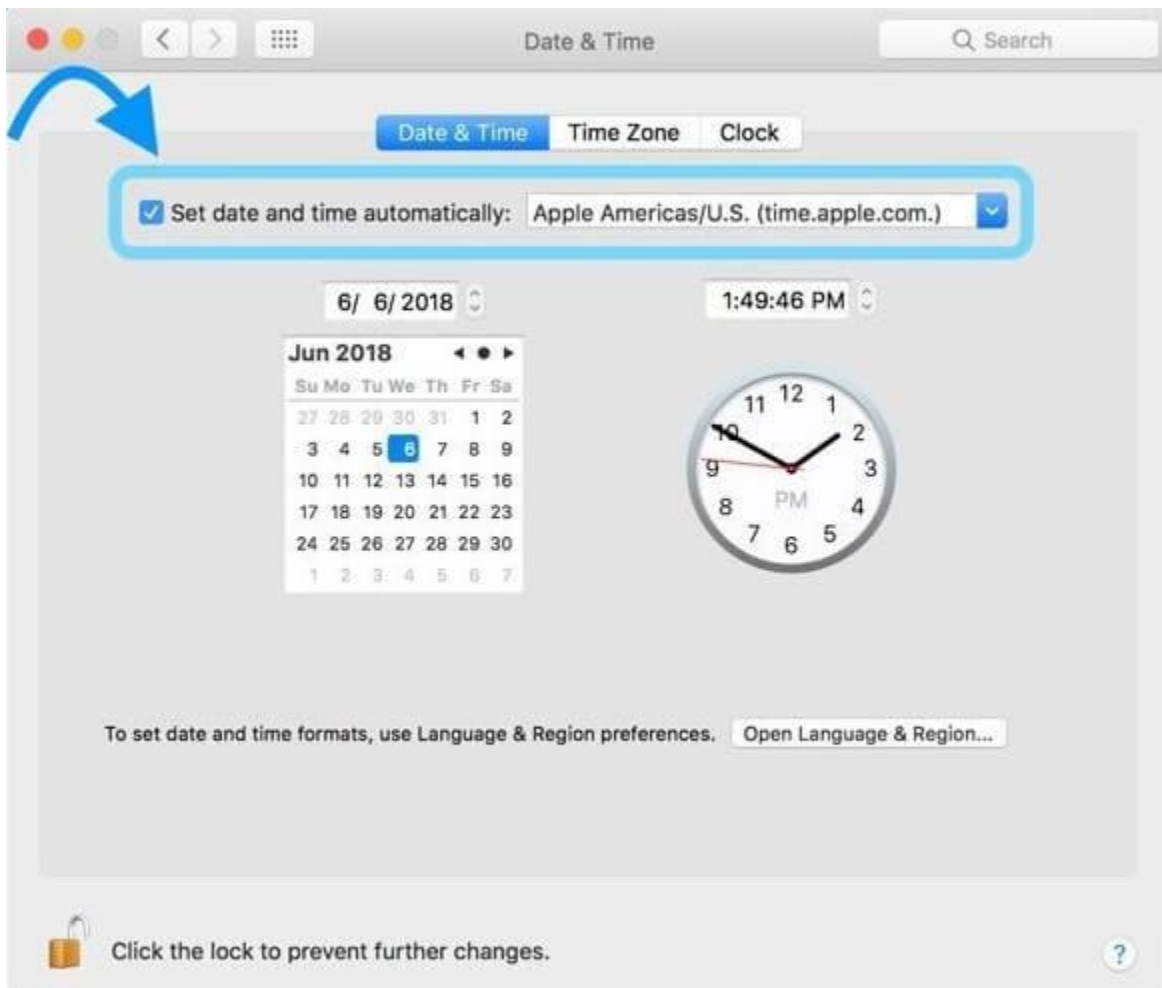 Date & Time
Search
Date & Time Time Zone Clock
Set date and time automatically: Apple Americas/U.S. (time.apple.com.)
6/ 6/ 2018
1:49:46 PM
Jun 2018
Su Mo Tu We Th Fr Sa
27 28 29 30 31 1 2
3 4 5 6 7 8 9
10 11 12 13 14 15 16
17 18 19 20 21 22 23
24 25 26 27 28 29 30
1 2 3 4 5 6 7
12
11 1
10 2
9 3
PM
8 4
7 5
6
To set date and time formats, use Language & Region preferences. Open Language & Region...
Click the lock to prevent further changes.
?